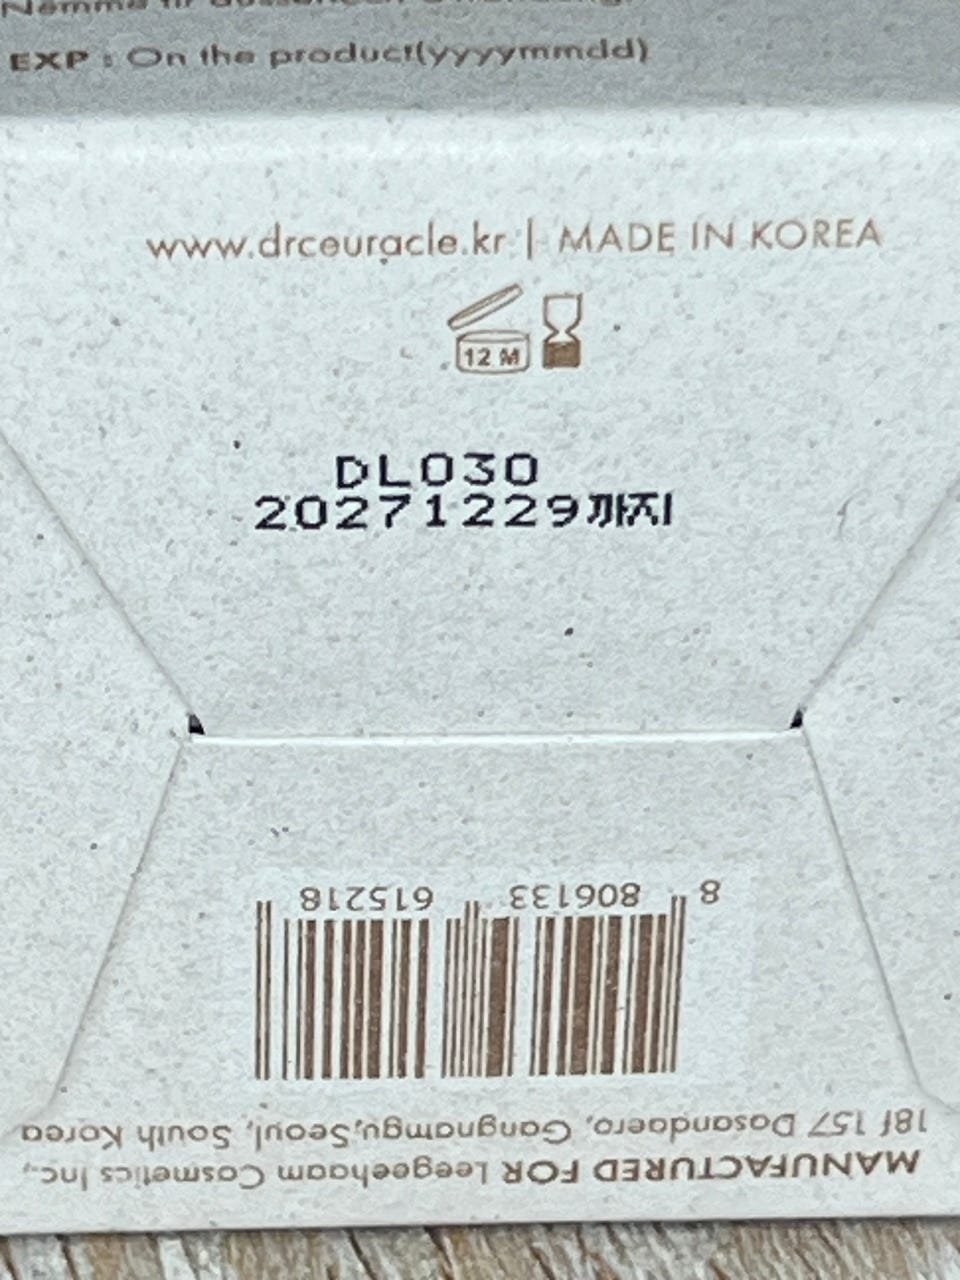 EXP : On the product(yyyymmdd)
www.drceuracle.kr | MADE IN KOREA
12 M
DL030
20271229까지
8 806133 615218
MANUFACTURED FOR Leegeehaam Cosmetics Inc.,
18f 157 Dosandaero, Gangnamgu,Seoul, South Korea